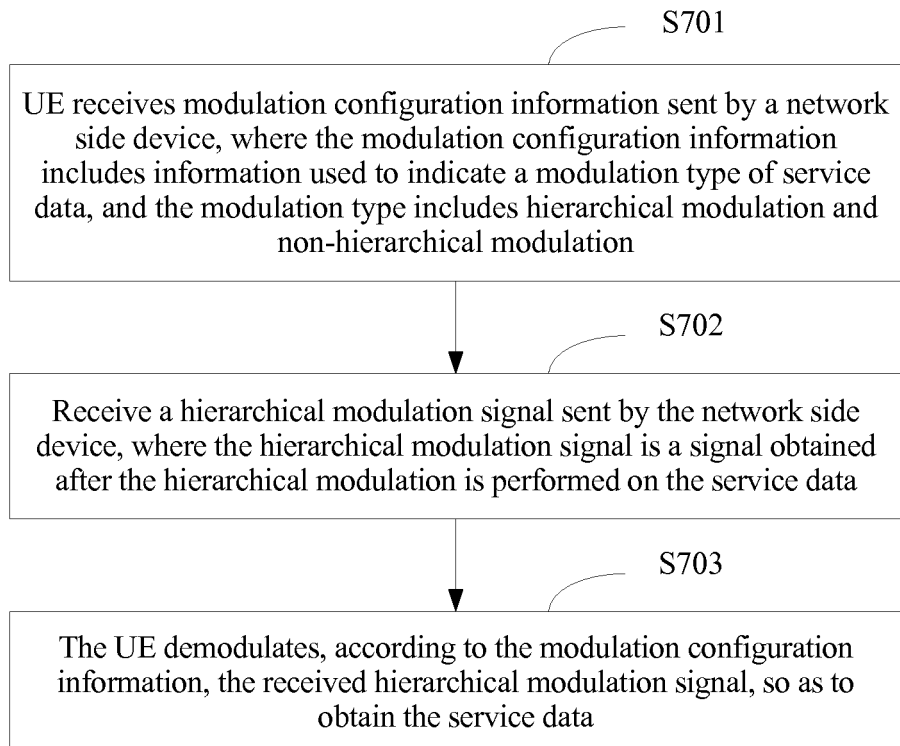 S701
UE receives modulation configuration information sent by a network
side device, where the modulation configuration information
includes information used to indicate a modulation type of service
data, and the modulation type includes hierarchical modulation and
non-hierarchical modulation
S702
Receive a hierarchical modulation signal sent by the network side
device, where the hierarchical modulation signal is a signal obtained
after the hierarchical modulation is performed on the service data
S703
The UE demodulates, according to the modulation configuration
information, the received hierarchical modulation signal, so as to
obtain the service data